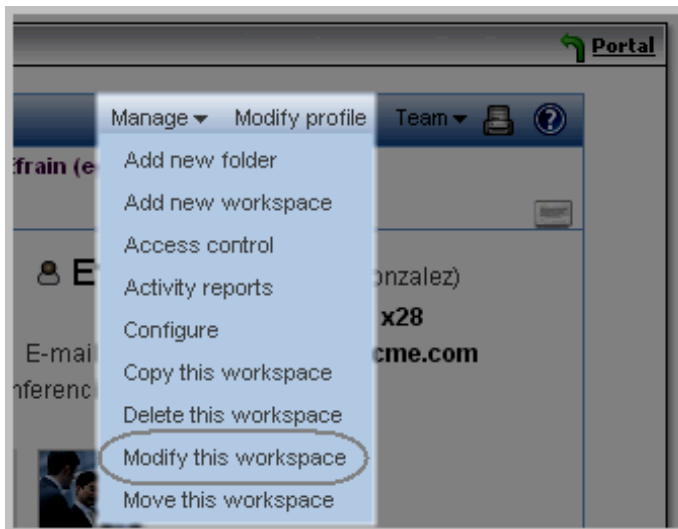 Portal
Manage Modify profile Team
frain (e
Add new folder
Add new workspace
Access control
E
Activity reports
onzalez)
x28
Configure
E-mai
cme.com
Copy this workspace
nferenc
Delete this workspace
Modify this workspace
Move this workspace